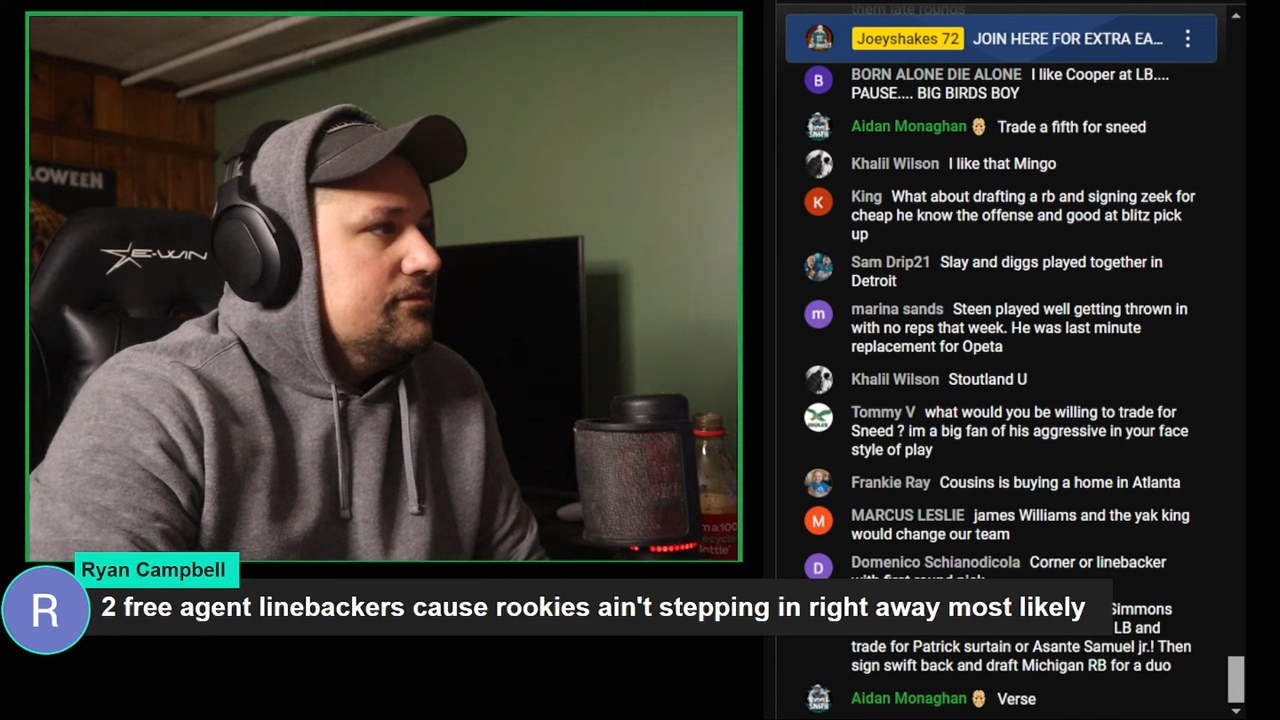 them late rounds
Joeyshakes 72 JOIN HERE FOR EXTRA EA...
BORN ALONE DIE ALONE I like Cooper at LB....
PAUSE.... BIG BIRDS BOY
Aidan Monaghan Trade a fifth for sneed
Khalil Wilson I like that Mingo
King What about drafting a rb and signing zeek for
cheap he know the offense and good at blitz pick
up
Sam Drip21 Slay and diggs played together in
Detroit
marina sands Steen played well getting thrown in
with no reps that week. He was last minute
replacement for Opeta
Khalil Wilson Stoutland U
Tommy V what would you be willing to trade for
Sneed ? im a big fan of his aggressive in your face
style of play
Frankie Ray Cousins is buying a home in Atlanta
MARCUS LESLIE james Williams and the yak king
would change our team
Domenico Schianodicola Corner or linebacker
with first round pick
Simmons
LB and
trade for Patrick surtain or Asante Samuel jr.! Then
sign swift back and draft Michigan RB for a duo
Aidan Monaghan Verse
LOWEEN
E-WIN
Ryan Campbell
R 2 free agent linebackers cause rookies ain't stepping in right away most likely